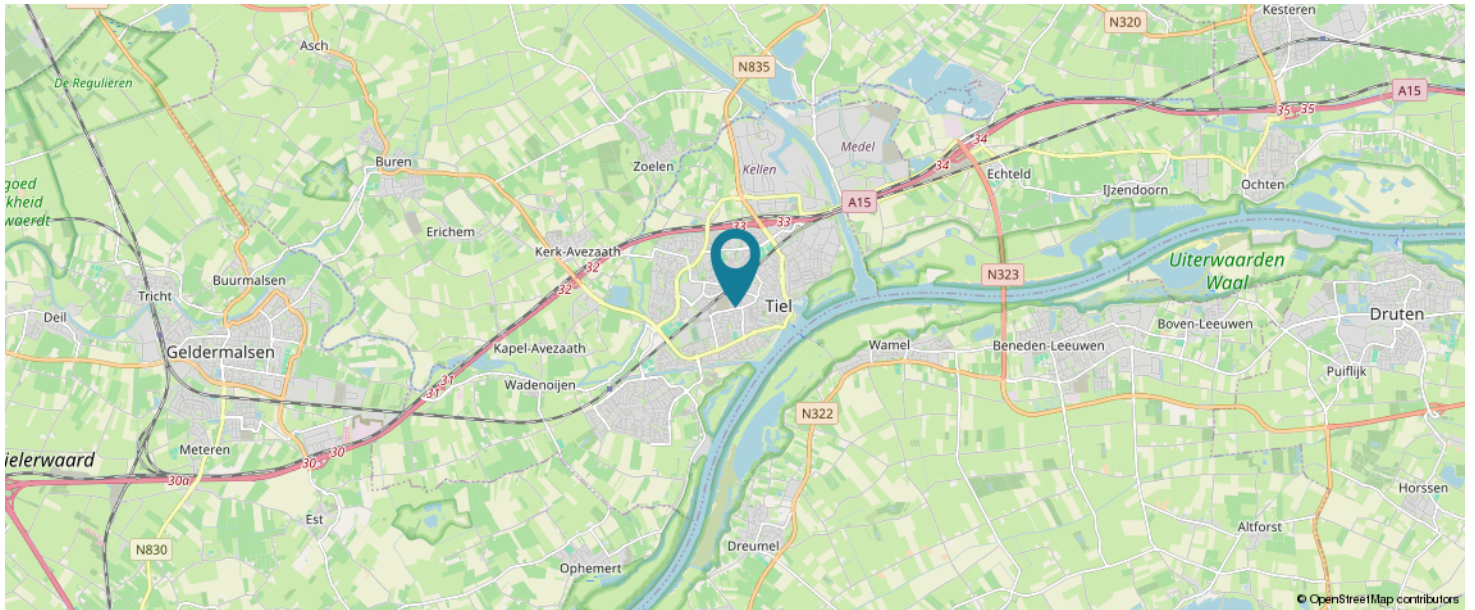 Kesteren
N320
Asch
N835
De Regulieren
A15
35
35
34
Medel
Buren
Zoelen
Kellen
34
Echteld
goed
Ochten
IJzendoorn
kheid
A15
waerdt
33
33
Erichem
Kerk-Avezaath
32
Uiterwaarden
Waal
N323
Buurmalsen
32
Tricht
Tiel
Deil
Druten
Boven-Leeuwen
Wamel
Beneden-Leeuwen
Geldermalsen
Kapel-Avezaath
Puiflijk
31
31
Wadenoijen
N322
Meteren
30
30
ielerwaard
30a
Horssen
Est
Altforst
Dreumel
N830
Ophemert
© OpenStreetMap contributors